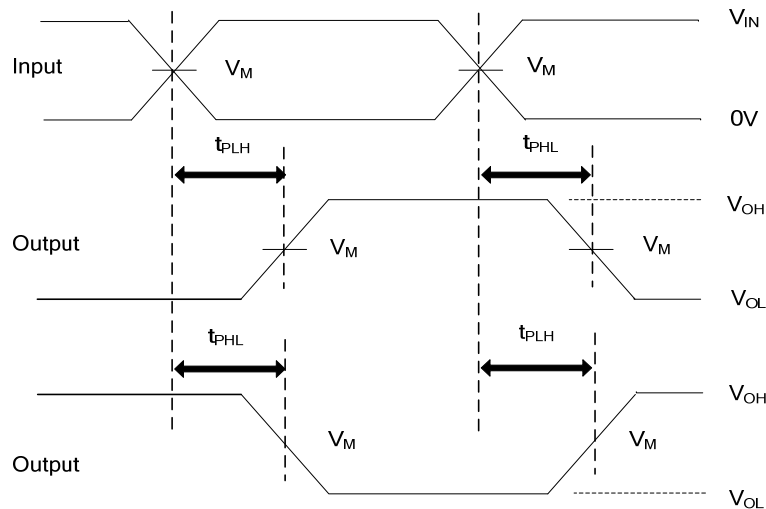 V_IN
Input V_M V_M
0V
t_PLH t_PHL
V_OH
Output V_M V_M
V_OL
t_PHL t_PLH
V_OH
V_M V_M
Output
V_OL